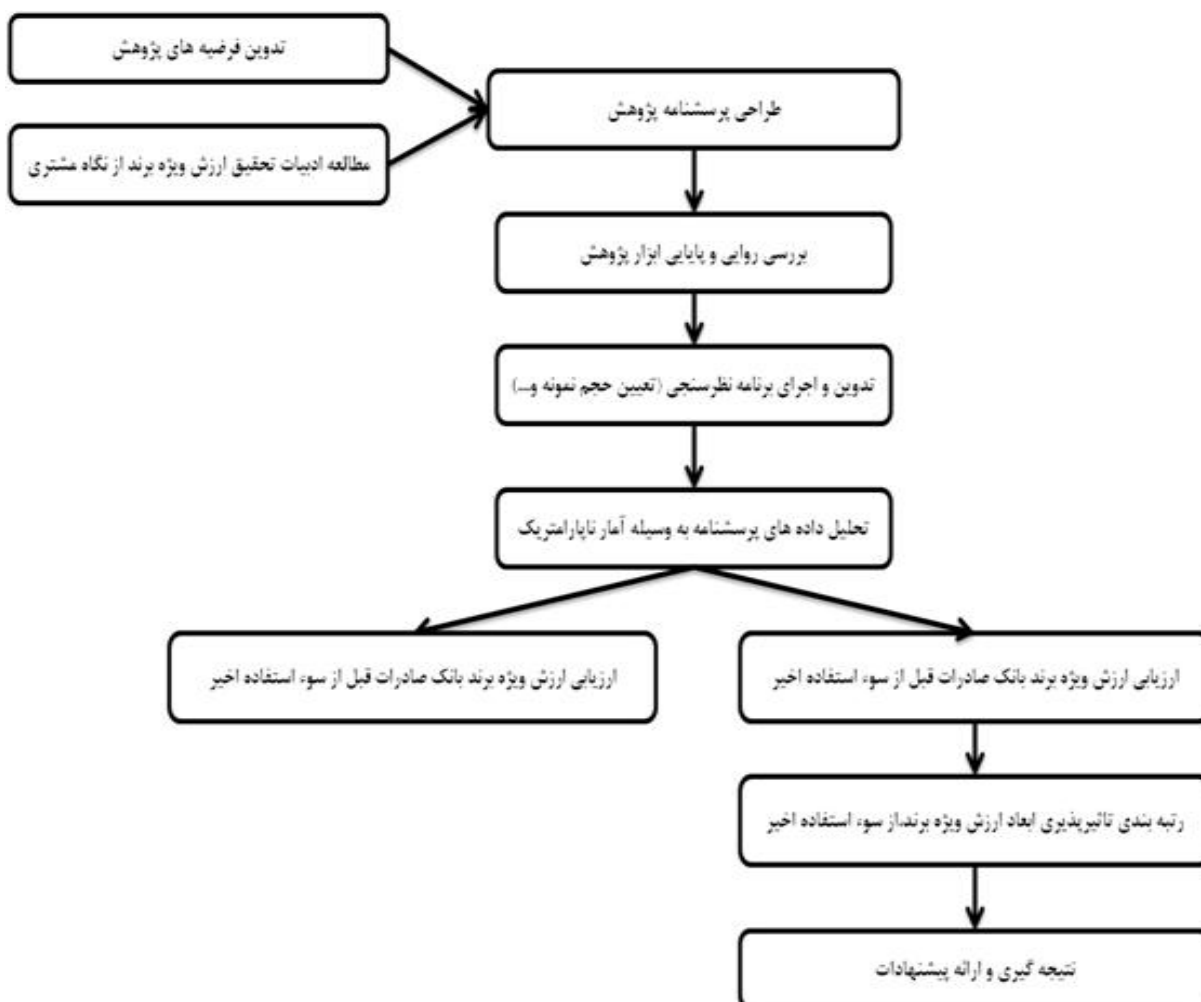 تدوین فرضیه های پژوهش
مطالعه ادبیات تحقیق ارزش ویژه برند از نگاه مشتری
طراحی پرسشنامه پژوهش
بررسی روایی و پایایی ابزار پژوهش
تدوین و اجرای برنامه نظرسنجی (تعیین حجم نمونه و...)
تحلیل داده های پرسشنامه به وسیله آمار ناپارامتریک
ارزیابی ارزش ویژه برند بانک صادرات قبل از سوء استفاده اخیر
ارزیابی ارزش ویژه برند بانک صادرات قبل از سوء استفاده اخیر
رتبه بندی تاثیرپذیری ابعاد ارزش ویژه برند،از سوء استفاده اخیر
نتیجه گیری و ارائه پیشنهادات